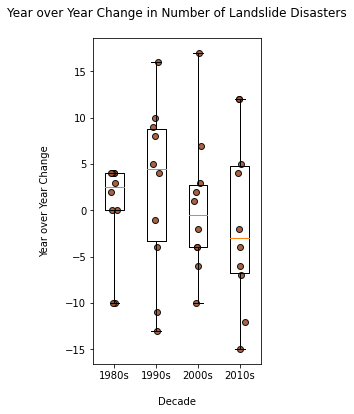 Year over Year Change in Number of Landslide Disasters
Year over Year Change
15
10
5
0
−5
−10
−15
1980s 1990s 2000s 2010s
Decade